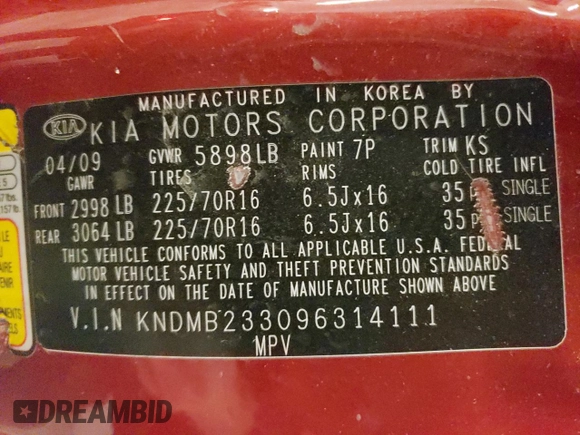 MANUFACTURED IN KOREA BY
KIA KIA MOTORS CORPORATION
04/09 GVWR 5898LB PAINT 7P TRIM KS
GAWR TIRES RIMS COLD TIRE INFL
FRONT 2998 LB 225/70R16 6.5Jx16 35 SINGLE
REAR 3064 LB 225/70R16 6.5Jx16 35 SINGLE
THIS VEHICLE CONFORMS TO ALL APPLICABLE U.S.A. FEDERAL
MOTOR VEHICLE SAFETY AND THEFT PREVENTION STANDARDS
IN EFFECT ON THE DATE OF MANUFACTURE SHOWN ABOVE
V.I.N KNDMB233096314111
MPV
DREAMBID